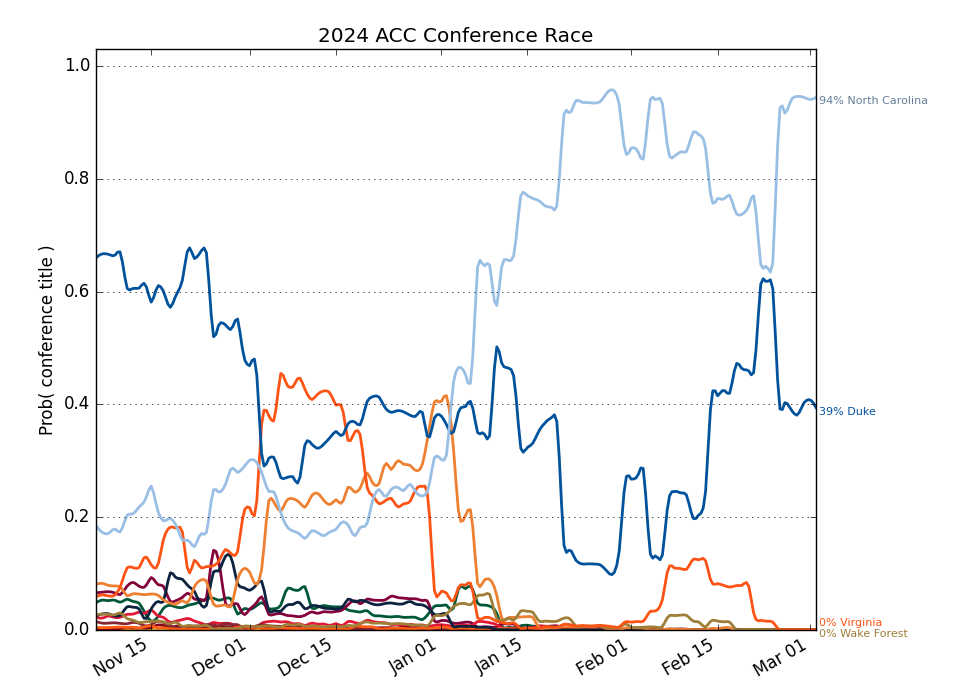 2024 ACC Conference Race
1.0
0.8
0.6
0.4
0.2
0.0
Prob( conference title )
94% North Carolina
39% Duke
0% Virginia
0% Wake Forest
Nov 15
Dec 01
Dec 15
Jan 01
Jan 15
Feb 01
Feb 15
Mar 01